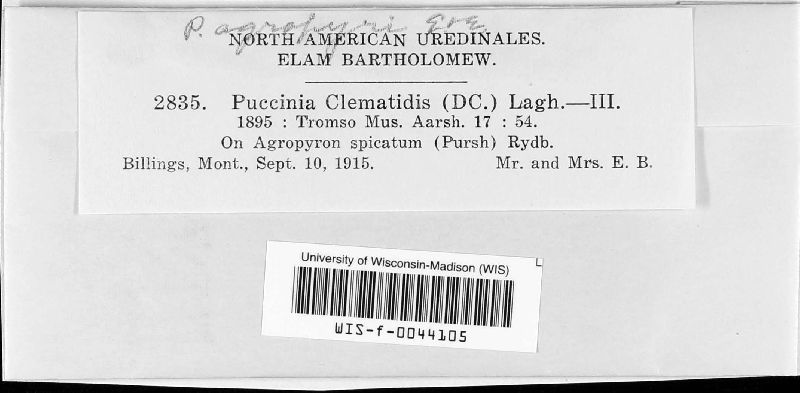 P. agropyri E&E
NORTH AMERICAN UREDINALES.
ELAM BARTHOLOMEW.
2835. Puccinia Clematidis (DC.) Lagh.—III.
1895 : Tromso Mus. Aarsh. 17 : 54.
On Agropyron spicatum (Pursh) Rydb.
Billings, Mont., Sept. 10, 1915. Mr. and Mrs. E. B.
University of Wisconsin-Madison (WIS)
WIS-f-0044105